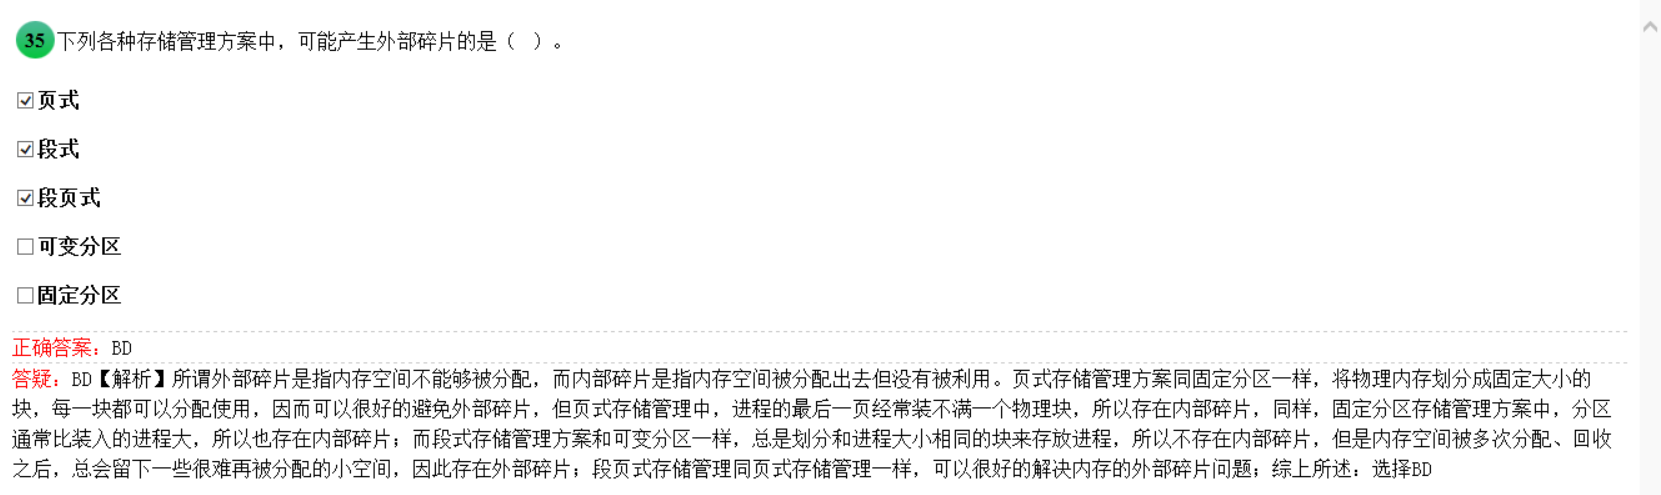 35 下列各种存储管理方案中，可能产生外部碎片的是（ ）。
页式
段式
段页式
可变分区
固定分区
正确答案：BD
答疑：BD【解析】所谓外部碎片是指内存空间不能够被分配，而内部碎片是指内存空间被分配出去但没有被利用。页式存储管理方案同固定分区一样，将物理内存划分成固定大小的
块，每一块都可以分配使用，因而可以很好的避免外部碎片，但页式存储管理中，进程的最后一页经常装不满一个物理块，所以存在内部碎片，同样，固定分区存储管理方案中，分区
通常比装入的进程大，所以也存在内部碎片；而段式存储管理方案和可变分区一样，总是划分和进程大小相同的块来存放进程，所以不存在内部碎片，但是内存空间被多次分配、回收
之后，总会留下一些很难再被分配的小空间，因此存在外部碎片；段页式存储管理同页式存储管理一样，可以很好的解决内存的外部碎片问题；综上所述：选择BD